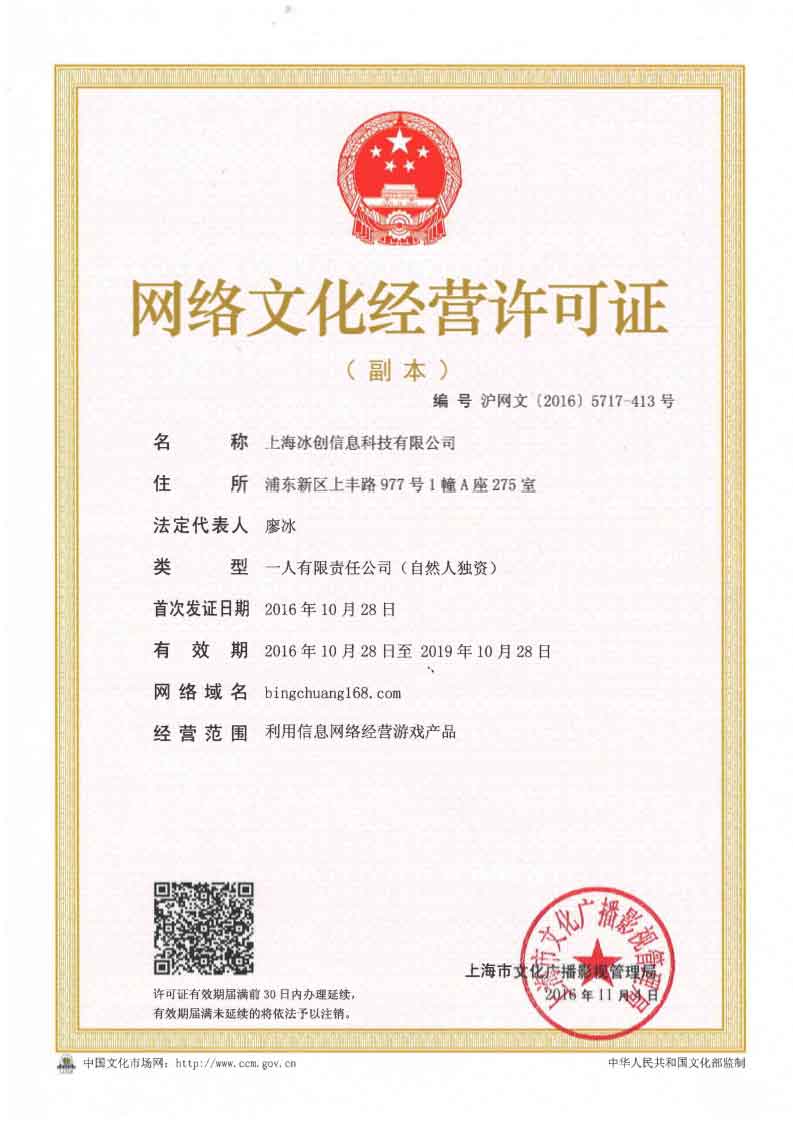 网络文化经营许可证
（副本）
编 号 沪网文〔2016〕5717-413 号
名 称 上海冰创信息科技有限公司
住 所 浦东新区上丰路 977 号 1 幢 A 座 275 室
法定代表人 廖冰
类 型 一人有限责任公司（自然人独资）
首次发证日期 2016 年 10 月 28 日
有 效 期 2016 年 10 月 28 日至 2019 年 10 月 28 日
网 络 域 名 bingchuang168.com
经 营 范 围 利用信息网络经营游戏产品
上海市文化广播影视管理局
上海市文化广播影视管理局
2016 年 11 月 4 日
许可证有效期届满前 30 日内办理延续，
有效期届满未延续的将依法予以注销。
中国文化市场网：http://www.ccm.gov.cn
中华人民共和国文化部监制